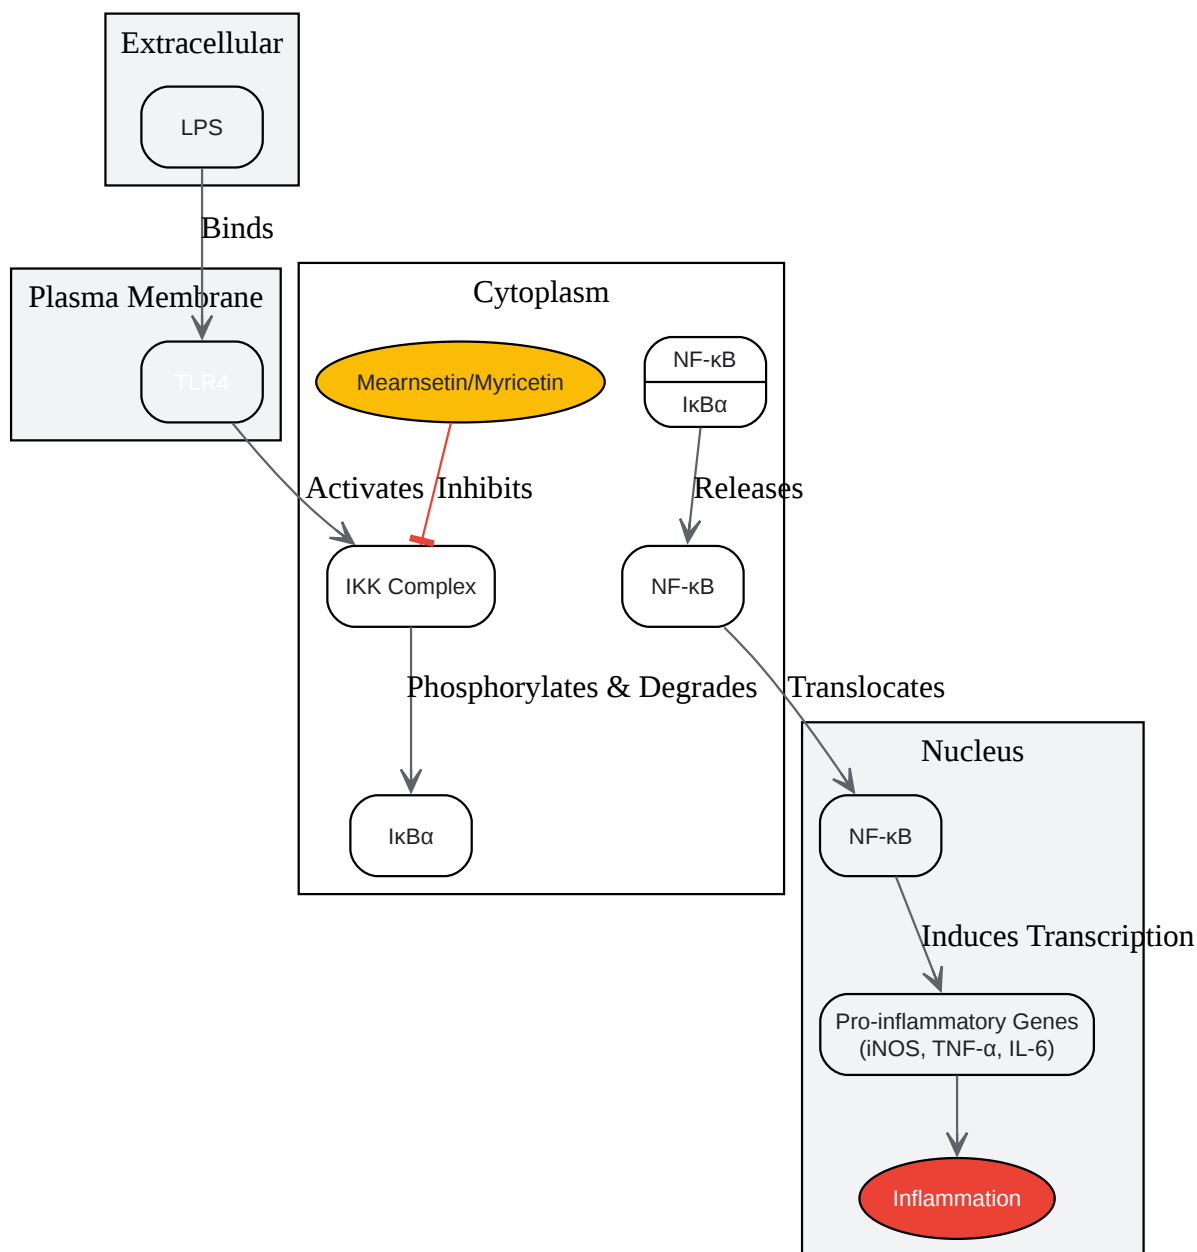 Extracellular
LPS
Binds
Plasma Membrane
TLR4
Cytoplasm
Mearnsetin/Myricetin
NF-κB
IκBα
Activates
Inhibits
Releases
IKK Complex
NF-κB
Phosphorylates & Degrades
Translocates
IκBα
Nucleus
NF-κB
Induces Transcription
Pro-inflammatory Genes
(iNOS, TNF-α, IL-6)
Inflammation